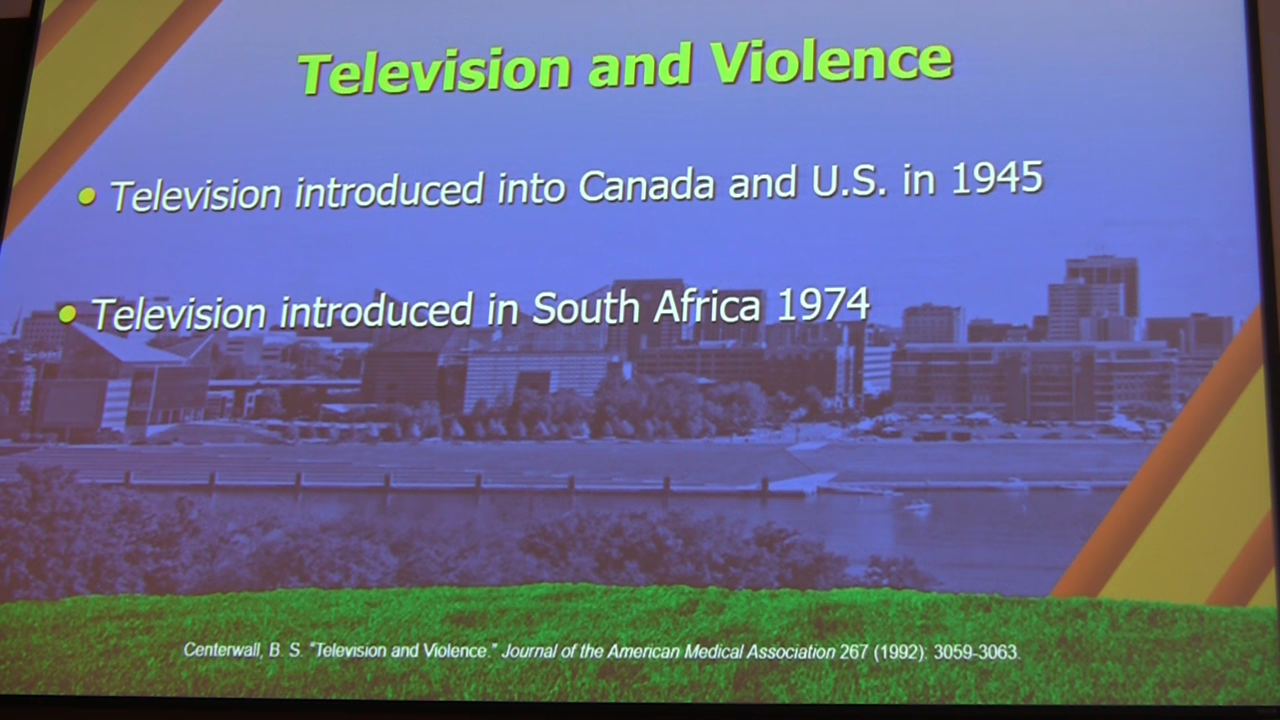 Television and Violence
• Television introduced into Canada and U.S. in 1945
• Television introduced in South Africa 1974
Centerwall, B. S. "Television and Violence." Journal of the American Medical Association 267 (1992): 3059-3063.